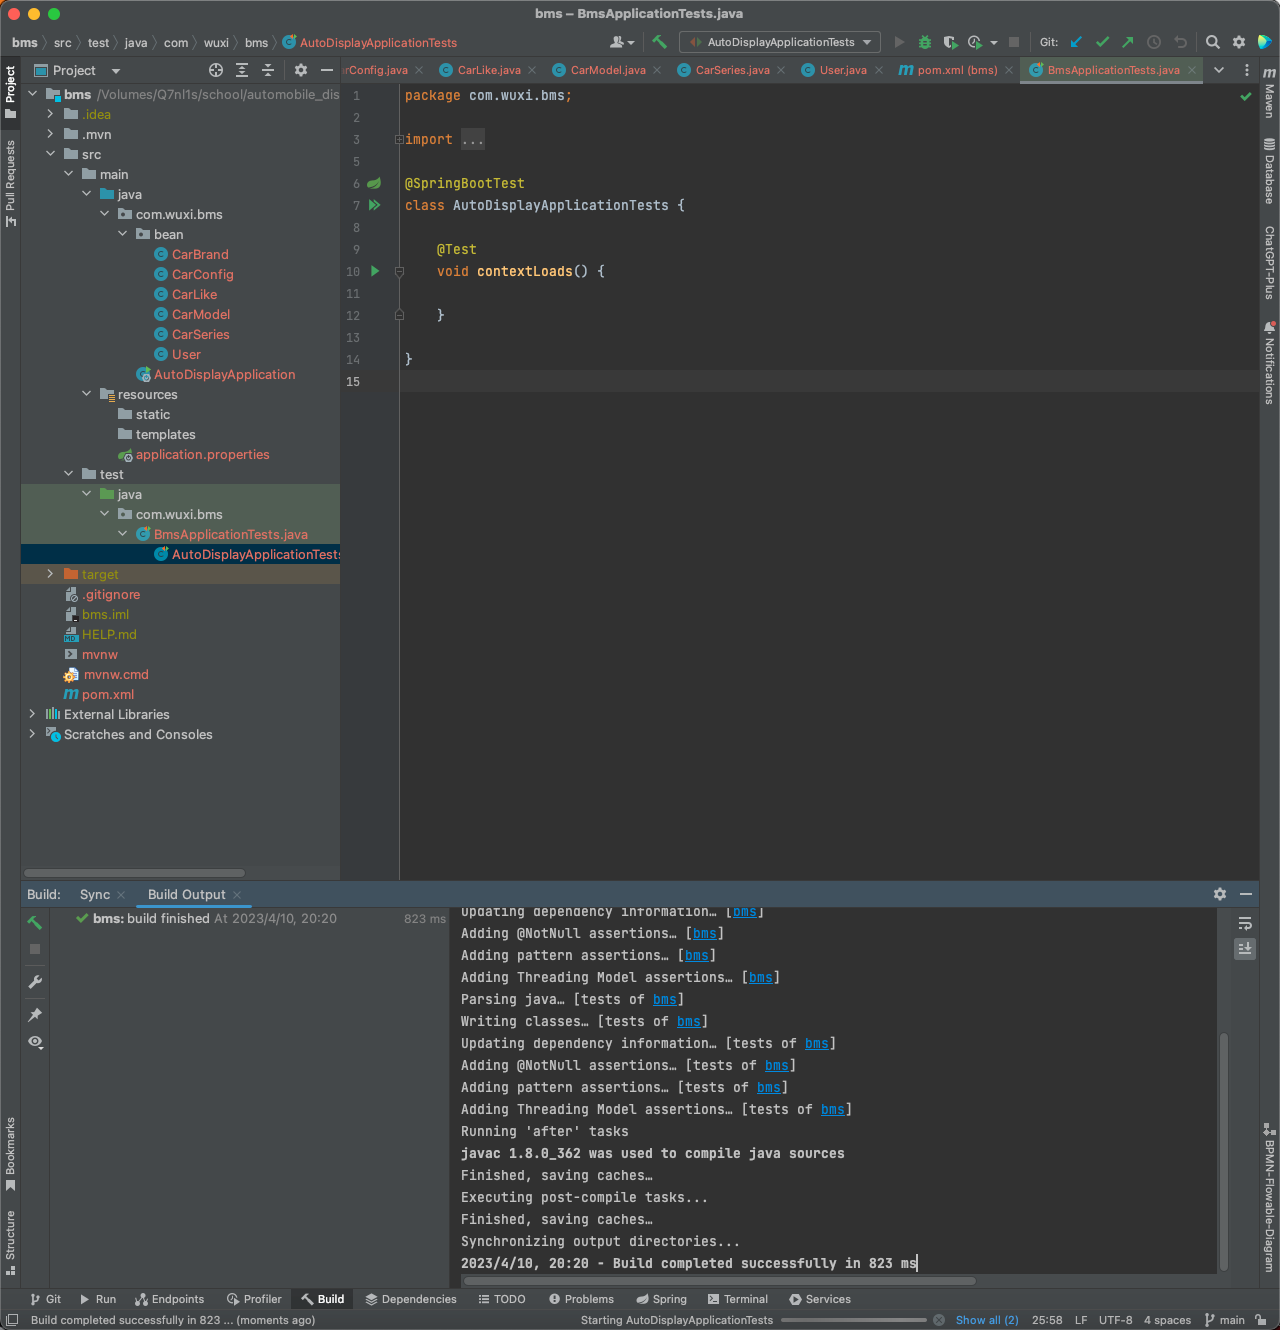 bms – BmsApplicationTests.java
bms src test java com wuxi bms AutoDisplayApplicationTests
AutoDisplayApplicationTests
Git:
Project
rConfig.java CarLike.java CarModel.java CarSeries.java User.java pom.xml (bms) BmsApplicationTests.java
Project
Pull Requests
Bookmarks
Structure
bms /Volumes/Q7nl1s/school/automobile_dis
.idea
.mvn
src
main
java
com.wuxi.bms
bean
CarBrand
CarConfig
CarLike
CarModel
CarSeries
User
AutoDisplayApplication
resources
static
templates
application.properties
test
java
com.wuxi.bms
BmsApplicationTests.java
AutoDisplayApplicationTests
target
.gitignore
bms.iml
HELP.md
mvnw
mvnw.cmd
pom.xml
External Libraries
Scratches and Consoles
1 package com.wuxi.bms;
2
3 import ...
5
6 @SpringBootTest
7 class AutoDisplayApplicationTests {
8
9 @Test
10 void contextLoads() {
11
12 }
13
14 }
15
Maven
Database
ChatGPT-Plus
Notifications
BPMN-Flowable-Diagram
Build: Sync Build Output
bms: build finished At 2023/4/10, 20:20 823 ms
Updating dependency information… [bms]
Adding @NotNull assertions… [bms]
Adding pattern assertions… [bms]
Adding Threading Model assertions… [bms]
Parsing java… [tests of bms]
Writing classes… [tests of bms]
Updating dependency information… [tests of bms]
Adding @NotNull assertions… [tests of bms]
Adding pattern assertions… [tests of bms]
Adding Threading Model assertions… [tests of bms]
Running 'after' tasks
javac 1.8.0_362 was used to compile java sources
Finished, saving caches…
Executing post-compile tasks...
Finished, saving caches…
Synchronizing output directories...
2023/4/10, 20:20 - Build completed successfully in 823 ms
Git Run Endpoints Profiler Build Dependencies TODO Problems Spring Terminal Services
Build completed successfully in 823 ... (moments ago) Starting AutoDisplayApplicationTests Show all (2) 25:58 LF UTF-8 4 spaces main